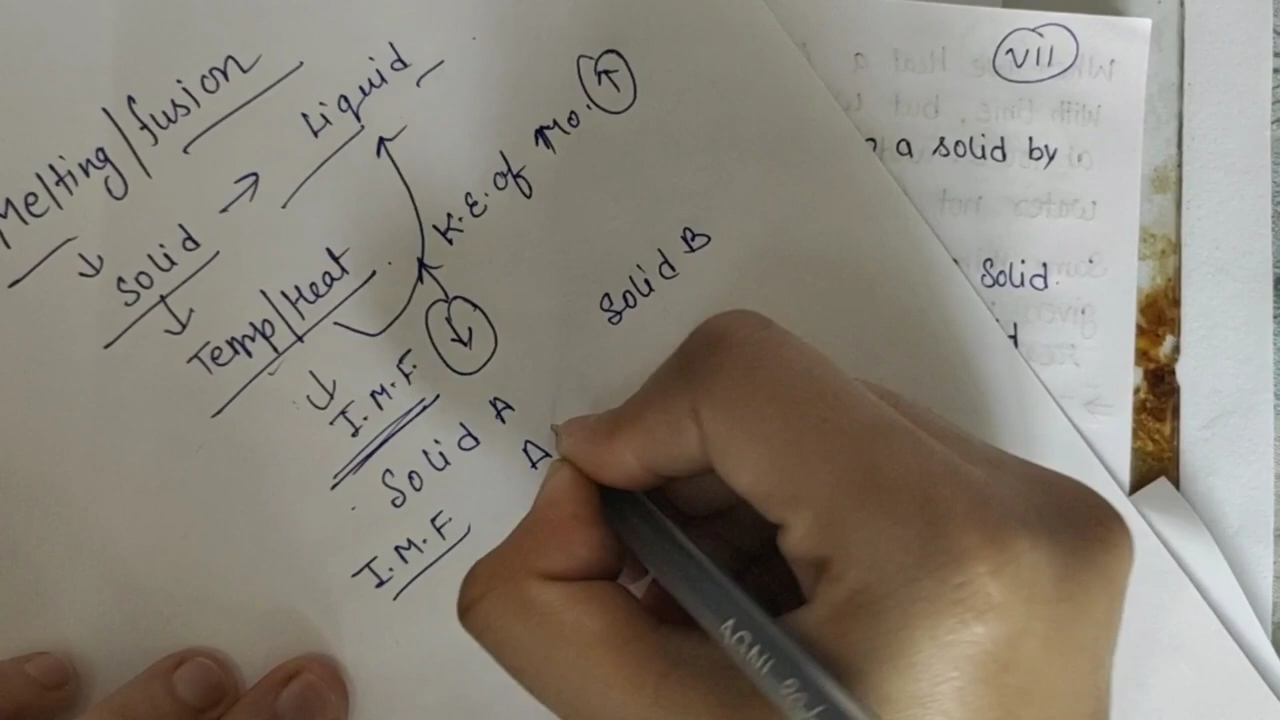 Melting/fusion
Solid → Liquid
Temp/Heat
K.E. of Mo. ↑
I.M.F. ↓
Solid A
Solid B
I.M.F
A
VII
a solid by
Solid.